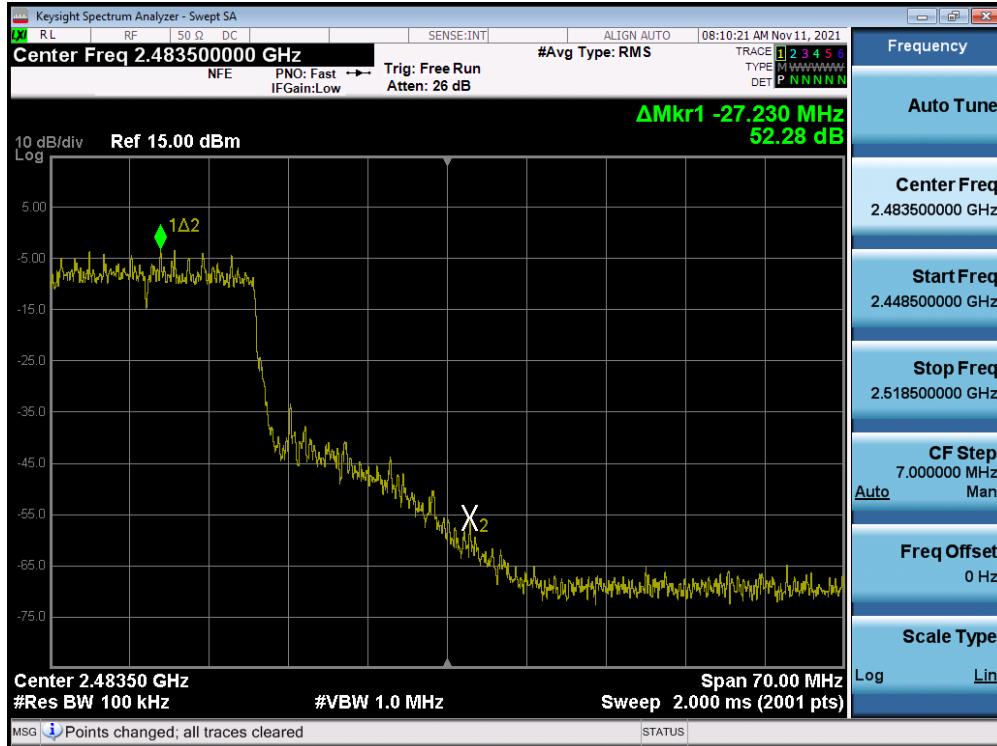 Keysight Spectrum Analyzer - Swept SA
LXI RL RF 50 Ω DC SENSE:INT ALIGN AUTO 08:10:21 AM Nov 11, 2021
Center Freq 2.483500000 GHz
NFE
PNO: Fast
IFGain:Low
Trig: Free Run
Atten: 26 dB
#Avg Type: RMS
TRACE 1 2 3 4 5 6
TYPE M WWWWW
DET P N N N N N
ΔMkr1 -27.230 MHz
52.28 dB
10 dB/div Ref 15.00 dBm
Log
1Δ2
5.00
-5.00
-15.0
-25.0
-35.0
-45.0
-55.0
X2
-65.0
-75.0
Center 2.48350 GHz Span 70.00 MHz
#Res BW 100 kHz #VBW 1.0 MHz Sweep 2.000 ms (2001 pts)
MSG Points changed; all traces cleared STATUS
Frequency
Auto Tune
Center Freq
2.483500000 GHz
Start Freq
2.448500000 GHz
Stop Freq
2.518500000 GHz
CF Step
7.000000 MHz
Auto Man
Freq Offset
0 Hz
Scale Type
Log Lin